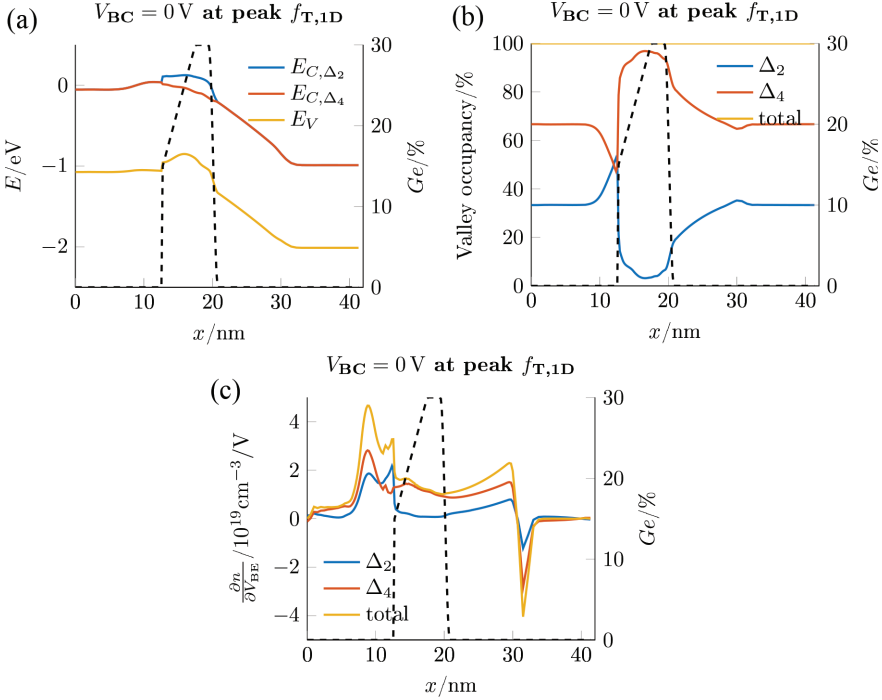 (a)
V_BC = 0 V at peak f_T,1D
0
−1
−2
E/eV
30
20
10
0
Ge/%
E_C,Δ2
E_C,Δ4
E_V
0
10
20
30
40
x/nm
(b)
V_BC = 0 V at peak f_T,1D
100
80
60
40
20
0
Valley occupancy/%
30
20
10
0
Ge/%
Δ2
Δ4
total
0
10
20
30
40
x/nm
(c)
V_BC = 0 V at peak f_T,1D
4
2
0
−2
−4
∂n/∂V_BE /10^19 cm^−3/V
30
20
10
0
Ge/%
Δ2
Δ4
total
0
10
20
30
40
x/nm